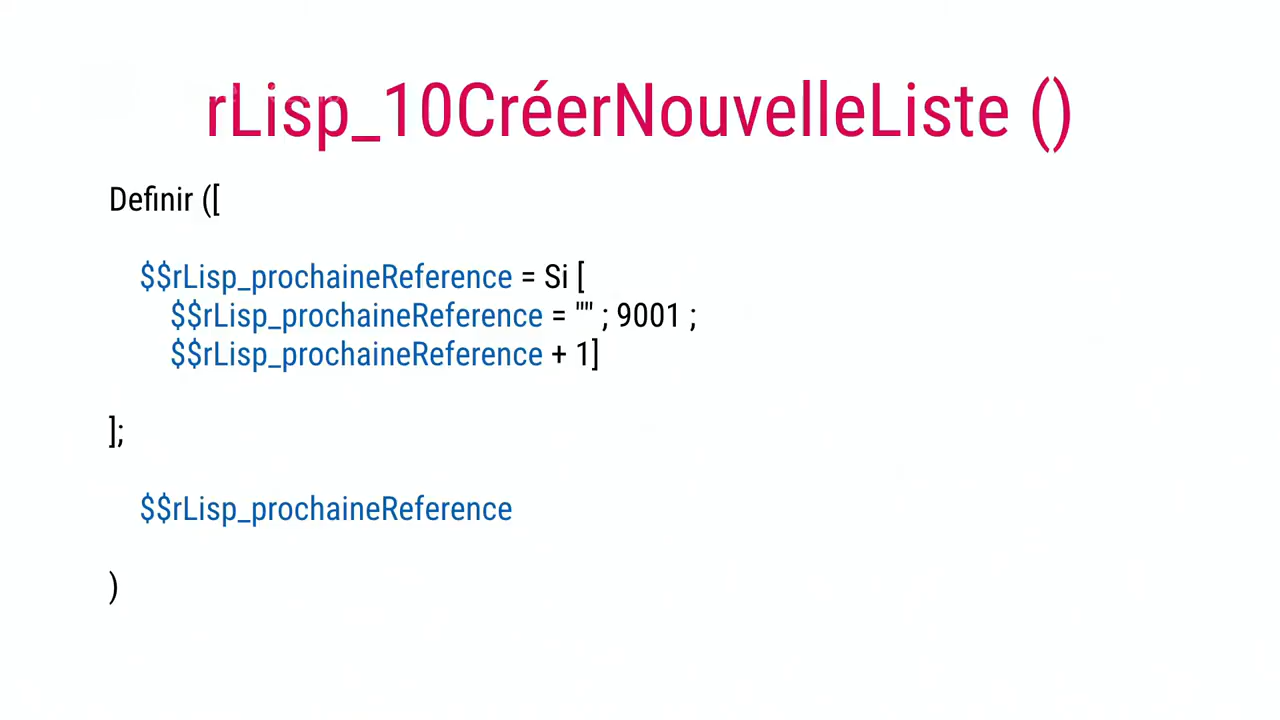 rLisp_10CréerNouvelleListe ()
Definir ([
$$rLisp_prochaineReference = Si [
$$rLisp_prochaineReference = "" ; 9001 ;
$$rLisp_prochaineReference + 1]
];
$$rLisp_prochaineReference
)